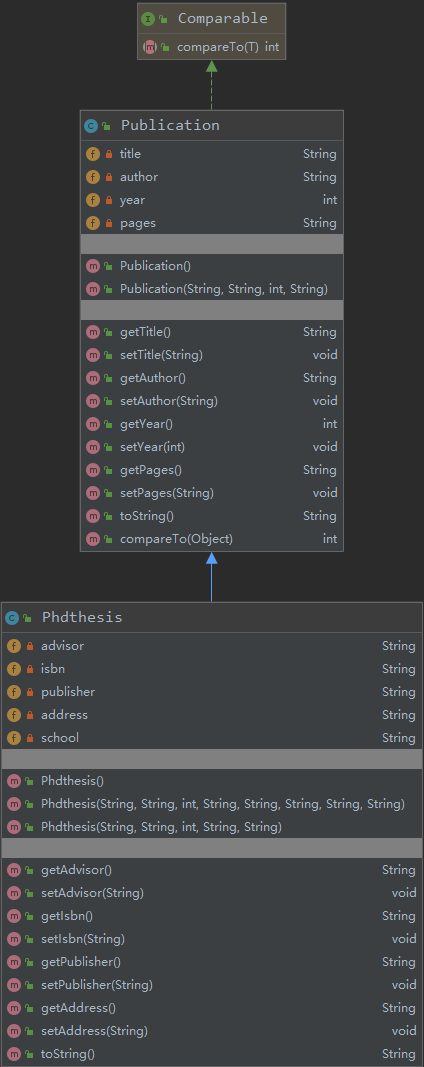 Comparable
compareTo(T) int
Publication
title String
author String
year int
pages String
Publication()
Publication(String, String, int, String)
getTitle() String
setTitle(String) void
getAuthor() String
setAuthor(String) void
getYear() int
setYear(int) void
getPages() String
setPages(String) void
toString() String
compareTo(Object) int
Phdthesis
advisor String
isbn String
publisher String
address String
school String
Phdthesis()
Phdthesis(String, String, int, String, String, String, String, String)
Phdthesis(String, String, int, String, String)
getAdvisor() String
setAdvisor(String) void
getIsbn() String
setIsbn(String) void
getPublisher() String
setPublisher(String) void
getAddress() String
setAddress(String) void
toString() String